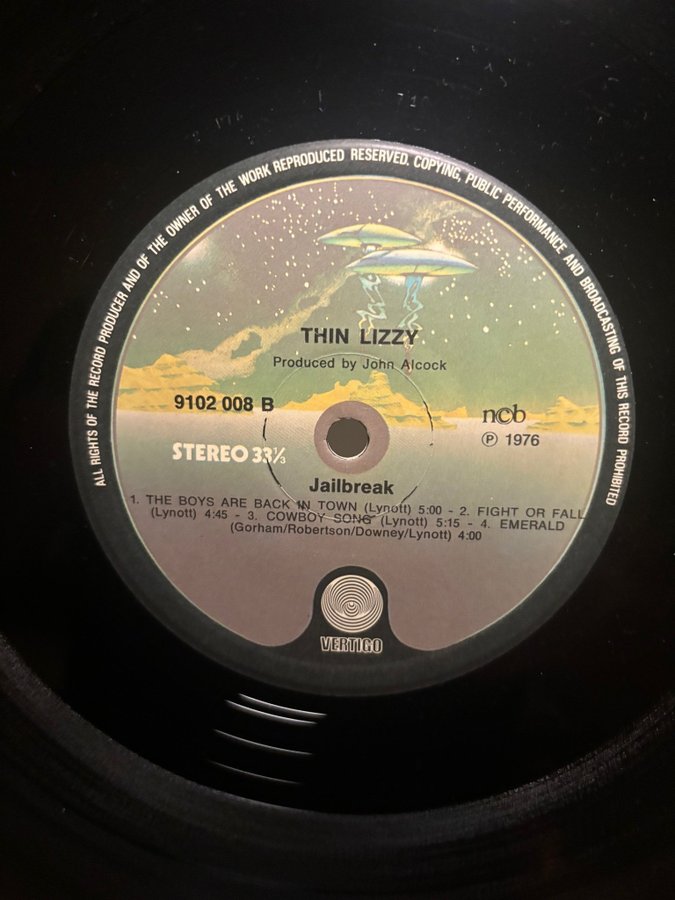 ALL RIGHTS OF THE RECORD PRODUCER AND OF THE OWNER OF THE WORK REPRODUCED RESERVED. COPYING, PUBLIC PERFORMANCE AND BROADCASTING OF THIS RECORD PROHIBITED
THIN LIZZY
Produced by John Alcock
9102 008 B
ncb
STEREO 33⅓
Ⓟ 1976
Jailbreak
1. THE BOYS ARE BACK IN TOWN (Lynott) 5:00 - 2. FIGHT OR FALL
(Lynott) 4:45 - 3. COWBOY SONG (Lynott) 5:15 - 4. EMERALD
(Gorham/Robertson/Downey/Lynott) 4:00
VERTIGO